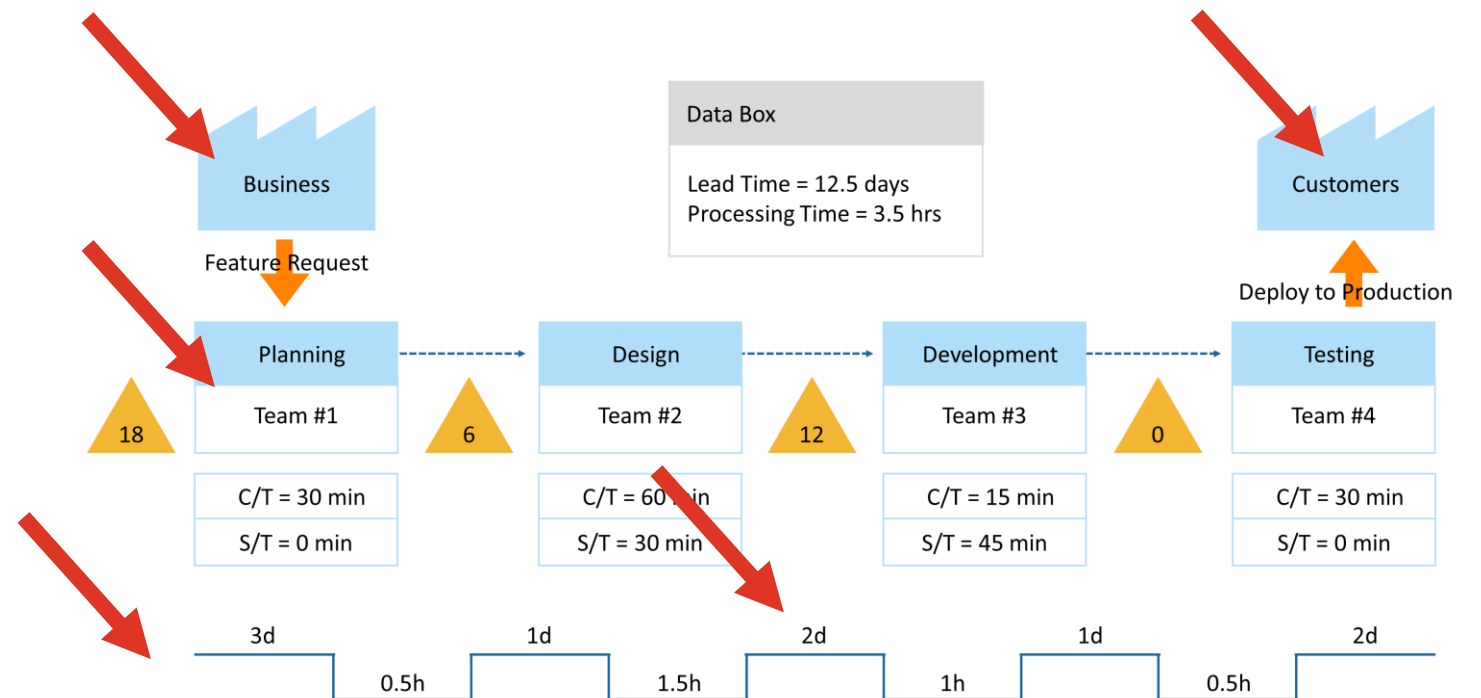 Data Box
Lead Time = 12.5 days
Processing Time = 3.5 hrs
Business
Customers
Feature Request
Deploy to Production
Planning
Design
Development
Testing
18
Team #1
6
Team #2
12
Team #3
0
Team #4
C/T = 30 min
C/T = 60 min
C/T = 15 min
C/T = 30 min
S/T = 0 min
S/T = 30 min
S/T = 45 min
S/T = 0 min
3d
1d
2d
1d
2d
0.5h
1.5h
1h
0.5h